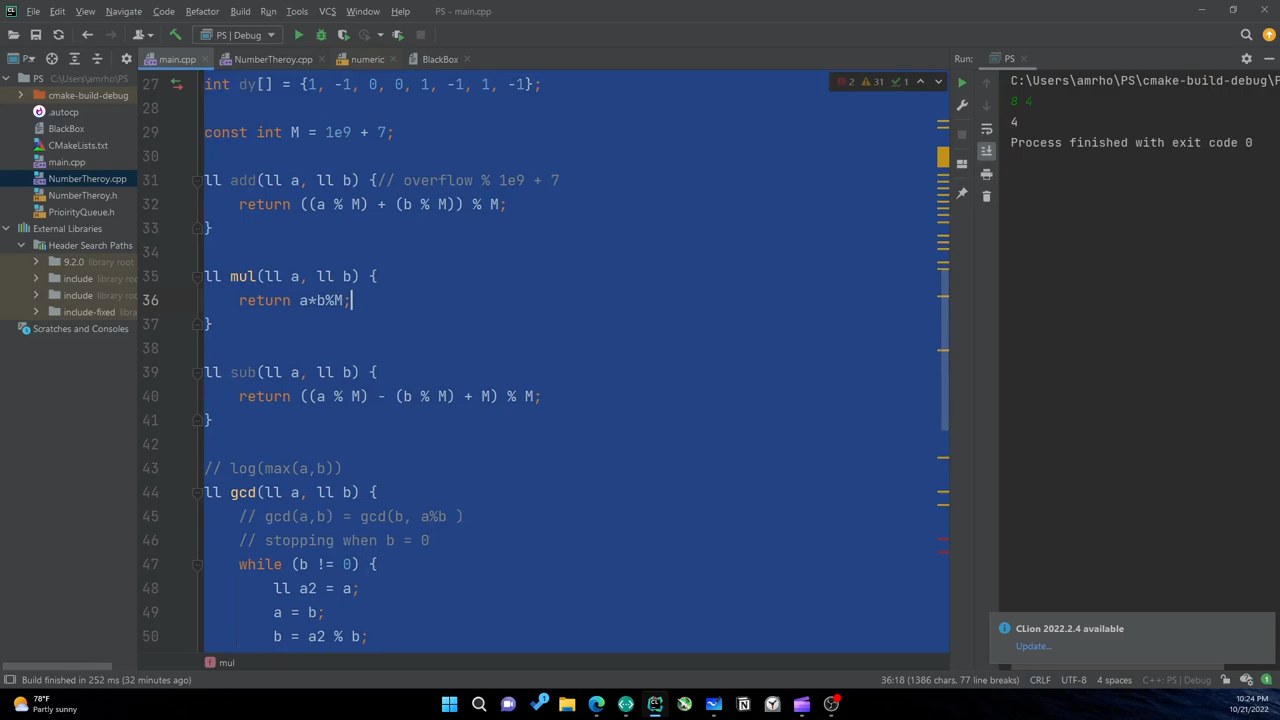 File Edit View Navigate Code Refactor Build Run Tools VCS Window Help PS - main.cpp
PS | Debug
P... main.cpp NumberTheroy.cpp numeric BlackBox Run: PS
PS C:\Users\amrho\PS
cmake-build-debug
.autocp
BlackBox
CMakeLists.txt
main.cpp
NumberTheroy.cpp
NumberTheroy.h
PrioirityQueue.h
External Libraries
Header Search Paths
9.2.0 library root
include library root
include library root
include-fixed library root
Scratches and Consoles
27 int dy[] = {1, -1, 0, 0, 1, -1, 1, -1};
28
29 const int M = 1e9 + 7;
30
31 ll add(ll a, ll b) {// overflow % 1e9 + 7
32 return ((a % M) + (b % M)) % M;
33 }
34
35 ll mul(ll a, ll b) {
36 return a*b%M;
37 }
38
39 ll sub(ll a, ll b) {
40 return ((a % M) - (b % M) + M) % M;
41 }
42
43 // log(max(a,b))
44 ll gcd(ll a, ll b) {
45 // gcd(a,b) = gcd(b, a%b )
46 // stopping when b = 0
47 while (b != 0) {
48 ll a2 = a;
49 a = b;
50 b = a2 % b;
2 31 1
mul
C:\Users\amrho\PS\cmake-build-debug\P
8 4
4
Process finished with exit code 0
CLion 2022.2.4 available
Update...
Build finished in 252 ms (32 minutes ago) 36:18 (1386 chars, 77 line breaks) CRLF UTF-8 4 spaces C++: PS | Debug
78°F
Partly sunny
10:24 PM
10/21/2022